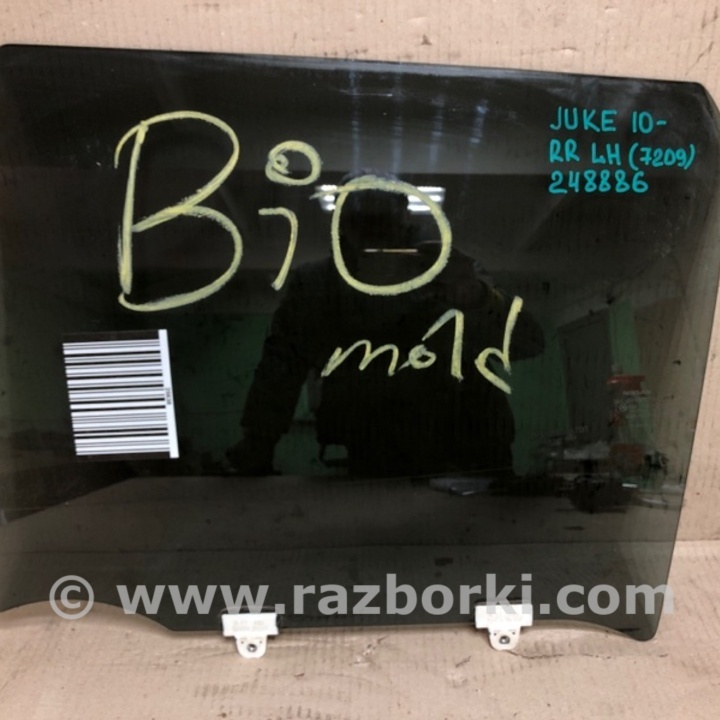 JUKE 10-
RR LH (7209)
248886
Bio
mold
© www.razborki.com